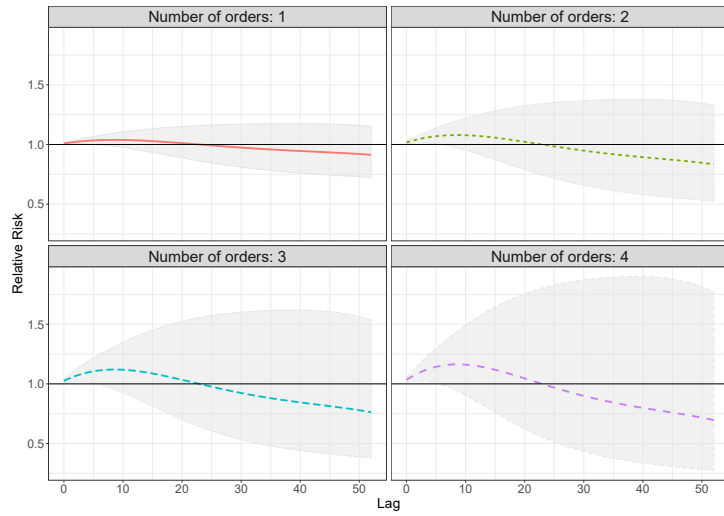 Number of orders: 1
Number of orders: 2
1.5
1.0
0.5
Number of orders: 3
Number of orders: 4
1.5
1.0
0.5
0 10 20 30 40 50 0 10 20 30 40 50
Lag
Relative Risk